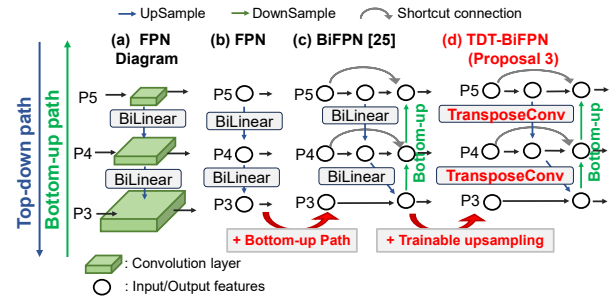 UpSample
DownSample
Shortcut connection
(a) FPN
Diagram
(b) FPN
(c) BiFPN [25]
(d) TDT-BiFPN
(Proposal 3)
Top-down path
Bottom-up path
P5
P5
P5
P5
BiLinear
BiLinear
BiLinear
TransposeConv
Bottom-up
Bottom-up
P4
P4
P4
P4
BiLinear
BiLinear
BiLinear
TransposeConv
P3
P3
P3
P3
+ Bottom-up Path
+ Trainable upsampling
: Convolution layer
: Input/Output features